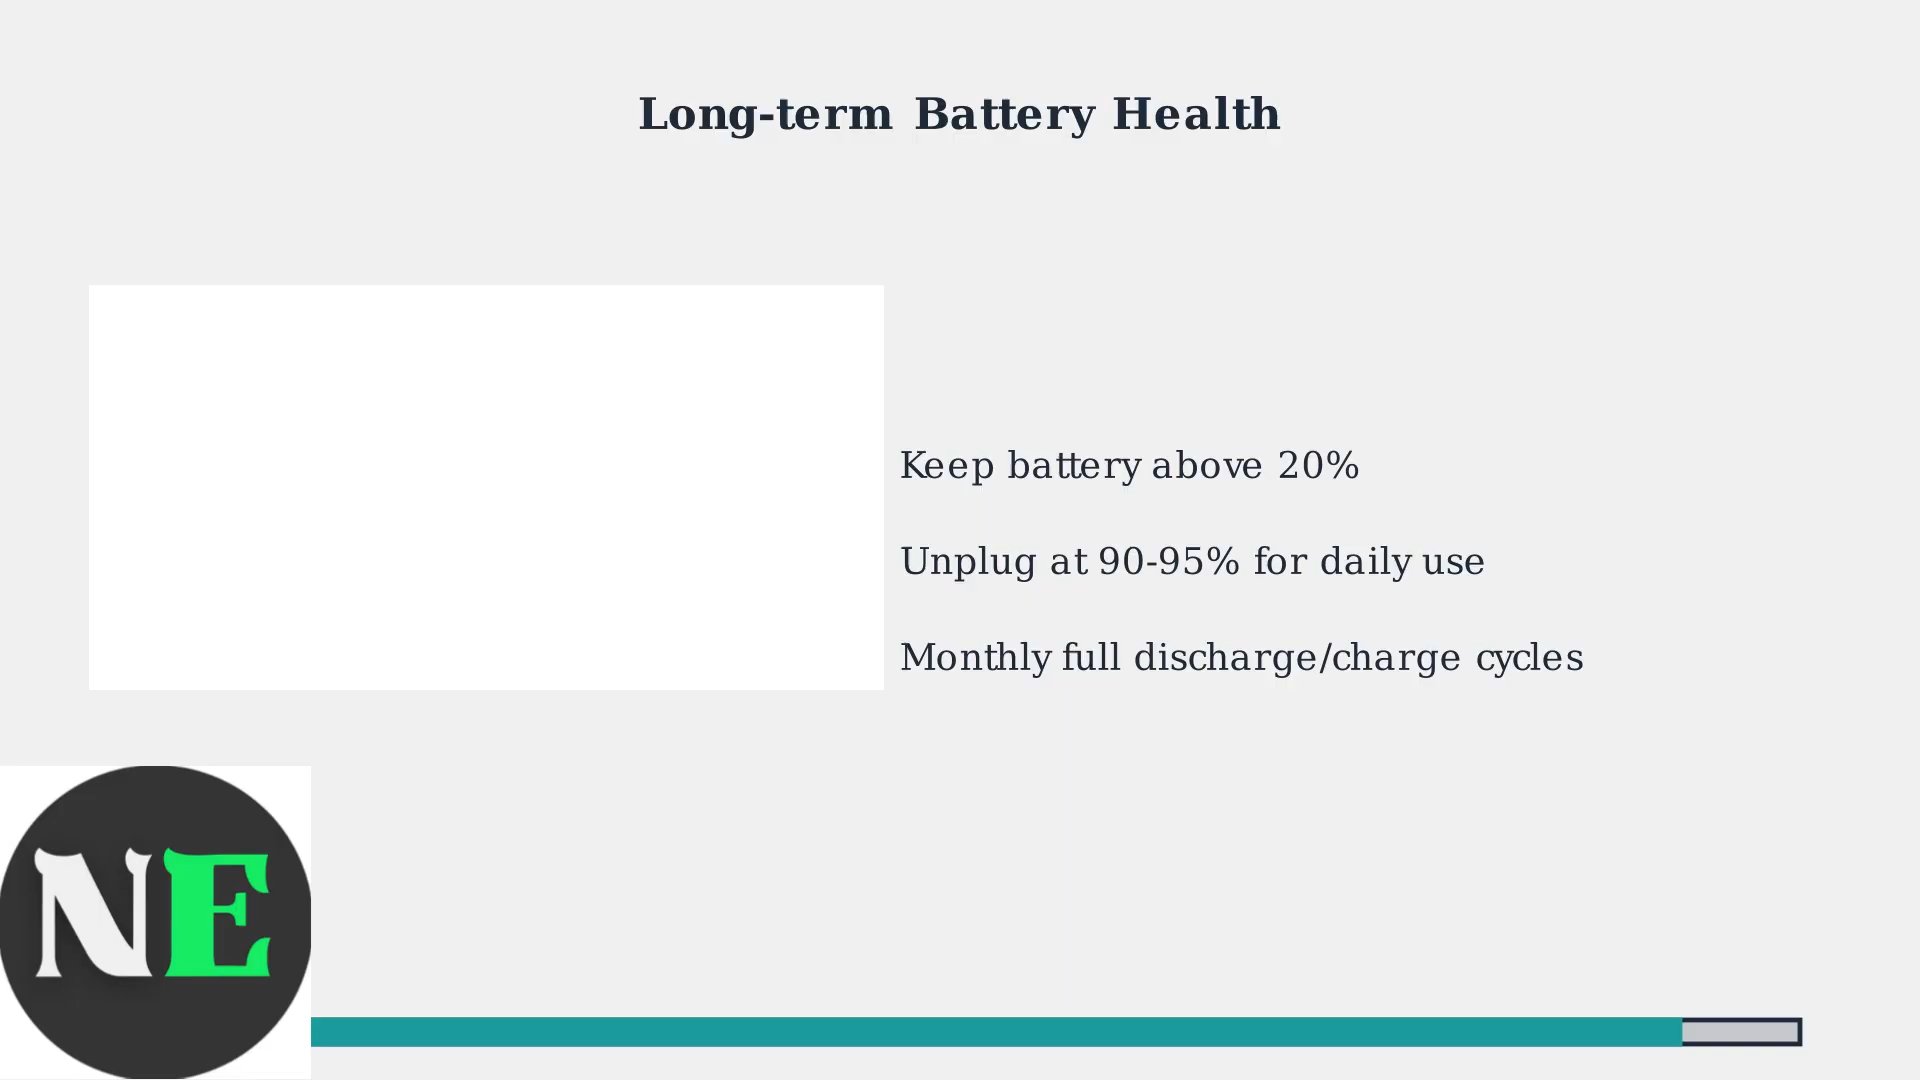 Long-term Battery Health
Keep battery above 20%
Unplug at 90-95% for daily use
Monthly full discharge/charge cycles
NE